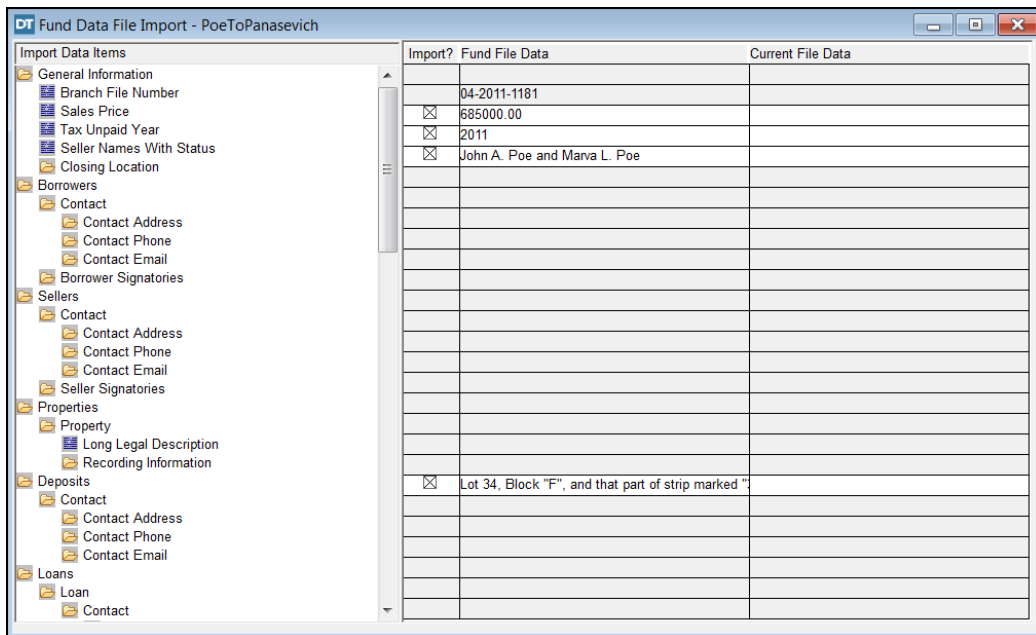 DT Fund Data File Import - PoeToPanasevich
Import Data Items
General Information
Branch File Number
Sales Price
Tax Unpaid Year
Seller Names With Status
Closing Location
Borrowers
Contact
Contact Address
Contact Phone
Contact Email
Borrower Signatories
Sellers
Contact
Contact Address
Contact Phone
Contact Email
Seller Signatories
Properties
Property
Long Legal Description
Recording Information
Deposits
Contact
Contact Address
Contact Phone
Contact Email
Loans
Loan
Contact
Import? Fund File Data Current File Data
04-2011-1181
685000.00
2011
John A. Poe and Marva L. Poe
Lot 34, Block "F", and that part of strip marked "